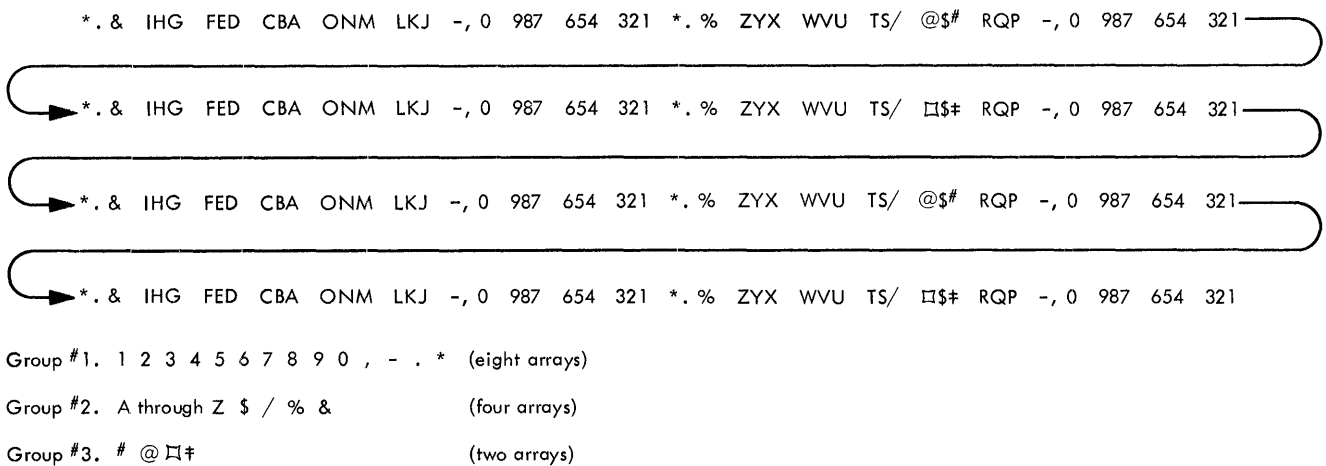 *. & IHG FED CBA ONM LKJ -, 0 987 654 321 *. % ZYX WVU TS/ @$# RQP -, 0 987 654 321
*. & IHG FED CBA ONM LKJ -, 0 987 654 321 *. % ZYX WVU TS/ ⌑$‡ RQP -, 0 987 654 321
*. & IHG FED CBA ONM LKJ -, 0 987 654 321 *. % ZYX WVU TS/ @$# RQP -, 0 987 654 321
*. & IHG FED CBA ONM LKJ -, 0 987 654 321 *. % ZYX WVU TS/ ⌑$‡ RQP -, 0 987 654 321
Group #1. 1 2 3 4 5 6 7 8 9 0 , - . * (eight arrays)
Group #2. A through Z $ / % & (four arrays)
Group #3. # @ ⌑ ‡ (two arrays)